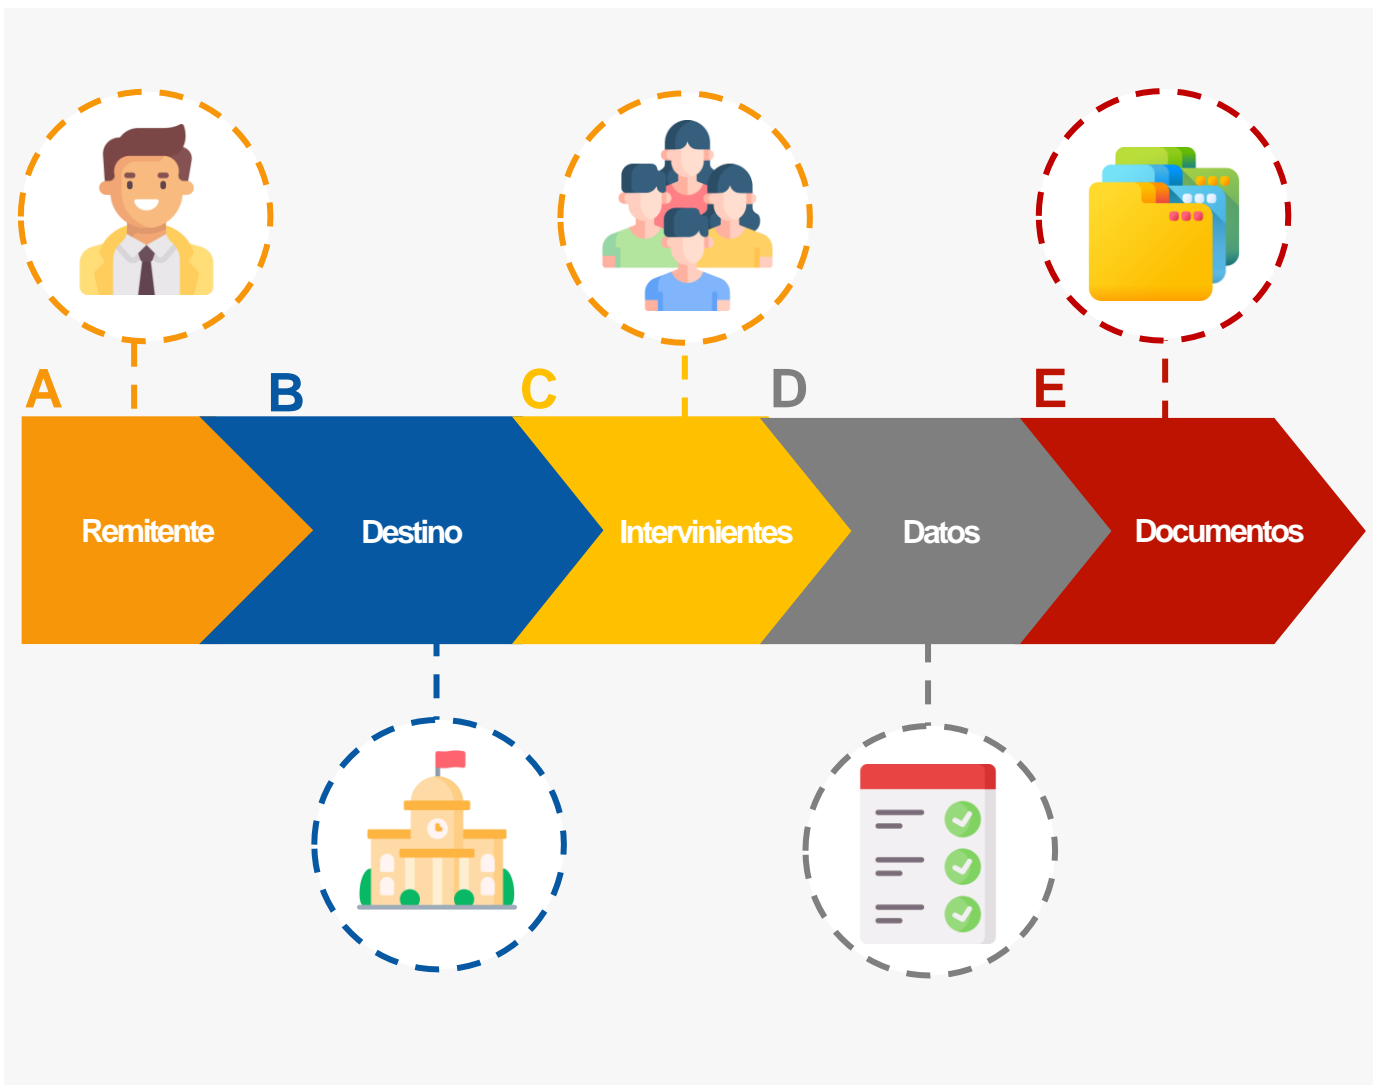 A
B
C
D
E
Remitente
Destino
Intervinientes
Datos
Documentos